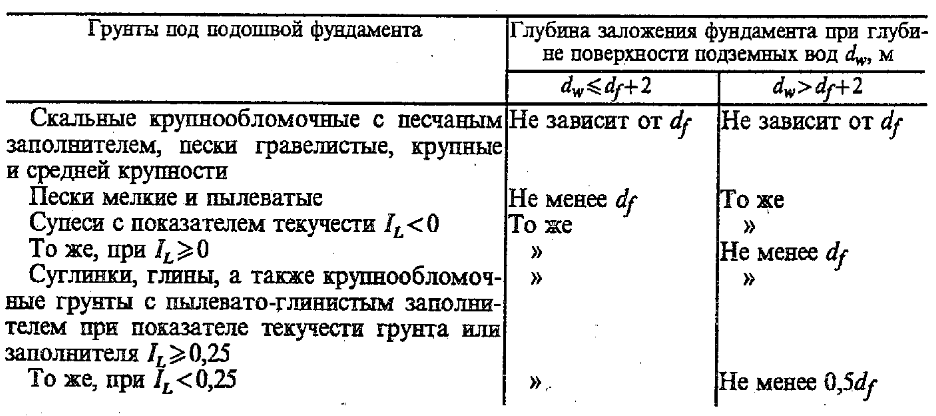 Грунты под подошвой фундамента
Глубина заложения фундамента при глуби-
не поверхности подземных вод d_w, м
d_w⩽d_f+2
d_w>d_f+2
Скальные крупнообломочные с песчаным Не зависит от d_f Не зависит от d_f
заполнителем, пески гравелистые, крупные
и средней крупности
Пески мелкие и пылеватые Не менее d_f То же
Супеси с показателем текучести I_L<0 То же »
То же, при I_L⩾0 » Не менее d_f
Суглинки, глины, а также крупнообломоч- » »
ные грунты с пылевато-глинистым заполни-
телем при показателе текучести грунта или
заполнителя I_L⩾0,25
То же, при I_L<0,25 » Не менее 0,5d_f